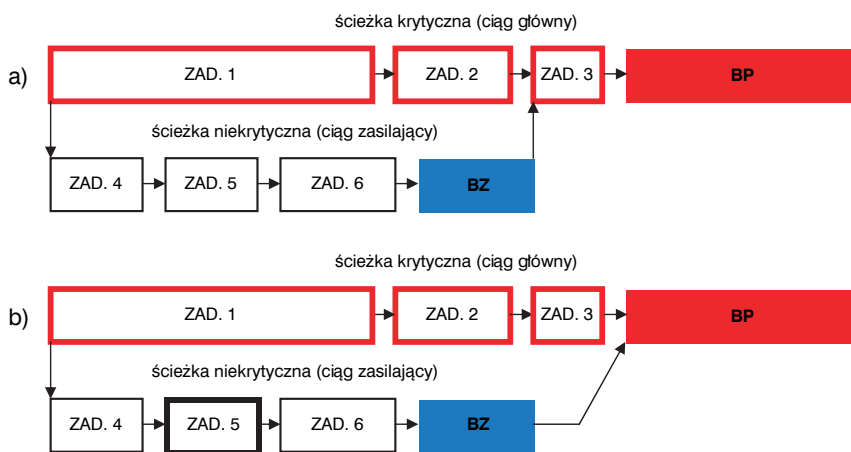 ścieżka krytyczna (ciąg główny)
a)
ZAD. 1
ZAD. 2
ZAD. 3
BP
ścieżka niekrytyczna (ciąg zasilający)
ZAD. 4
ZAD. 5
ZAD. 6
BZ
ścieżka krytyczna (ciąg główny)
b)
ZAD. 1
ZAD. 2
ZAD. 3
BP
ścieżka niekrytyczna (ciąg zasilający)
ZAD. 4
ZAD. 5
ZAD. 6
BZ